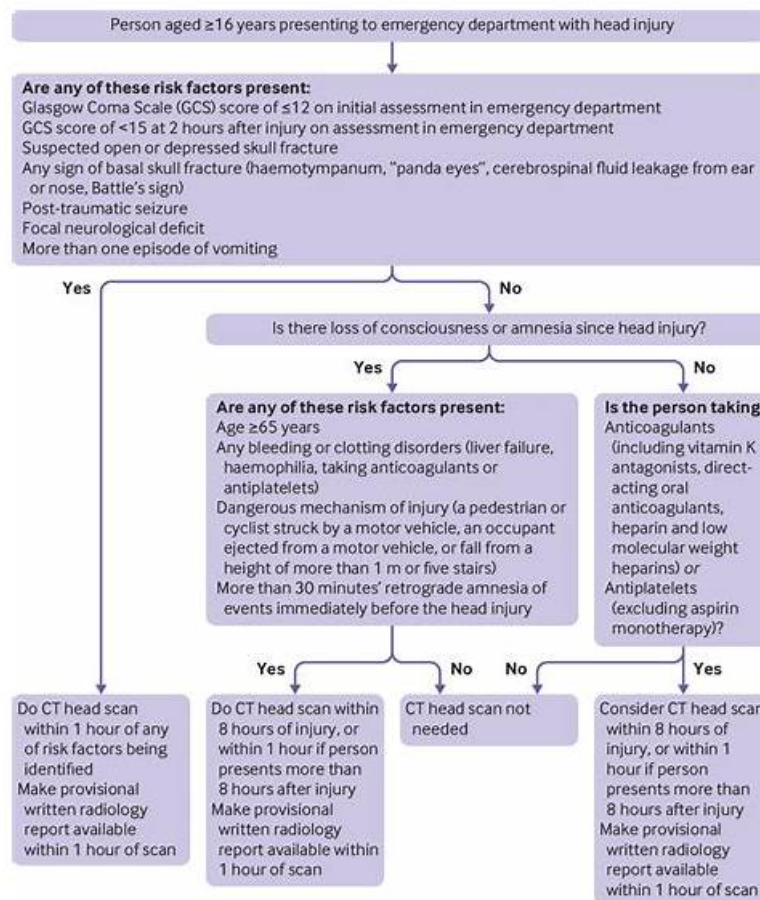 Person aged ≥16 years presenting to emergency department with head injury
Are any of these risk factors present:
Glasgow Coma Scale (GCS) score of ≤12 on initial assessment in emergency department
GCS score of <15 at 2 hours after injury on assessment in emergency department
Suspected open or depressed skull fracture
Any sign of basal skull fracture (haemotympanum, "panda eyes", cerebrospinal fluid leakage from ear
or nose, Battle's sign)
Post-traumatic seizure
Focal neurological deficit
More than one episode of vomiting
Yes
No
Is there loss of consciousness or amnesia since head injury?
Yes
No
Are any of these risk factors present:
Age ≥65 years
Any bleeding or clotting disorders (liver failure,
haemophilia, taking anticoagulants or
antiplatelets)
Dangerous mechanism of injury (a pedestrian or
cyclist struck by a motor vehicle, an occupant
ejected from a motor vehicle, or fall from a
height of more than 1 m or five stairs)
More than 30 minutes' retrograde amnesia of
events immediately before the head injury
Is the person taking
Anticoagulants
(including vitamin K
antagonists, direct-
acting oral
anticoagulants,
heparin and low
molecular weight
heparins) or
Antiplatelets
(excluding aspirin
monotherapy)?
Yes
No
No
Yes
Do CT head scan
within 1 hour of any
of risk factors being
identified
Make provisional
written radiology
report available
within 1 hour of scan
Do CT head scan within
8 hours of injury, or
within 1 hour if person
presents more than
8 hours after injury
Make provisional
written radiology
report available within
1 hour of scan
CT head scan not
needed
Consider CT head scan
within 8 hours of
injury, or within 1
hour if person
presents more than
8 hours after injury
Make provisional
written radiology
report available
within 1 hour of scan